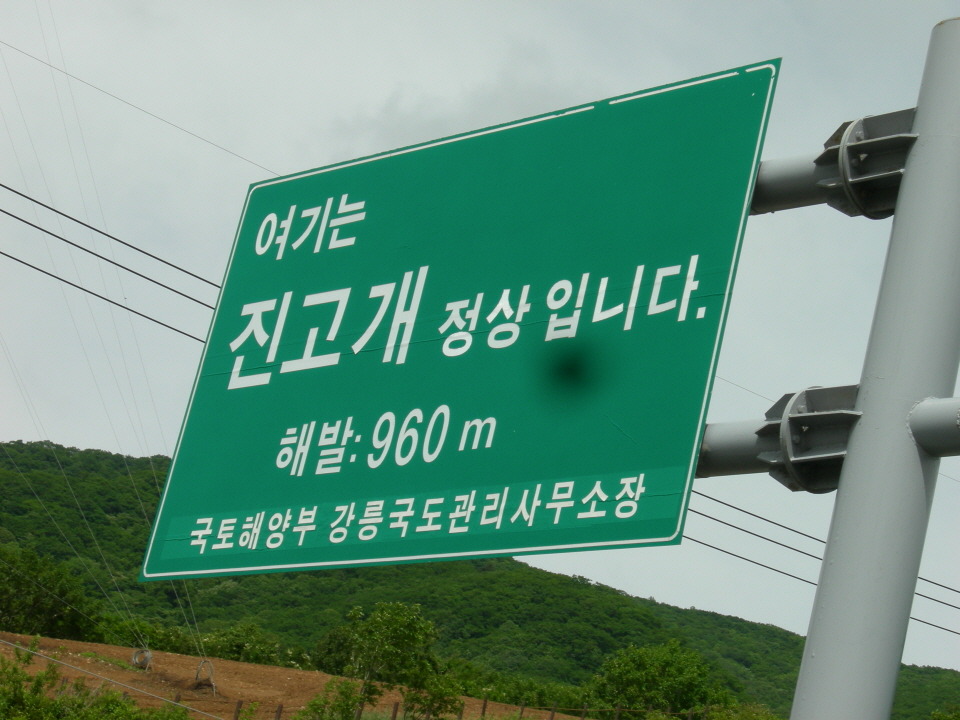 여기는
진고개 정상 입니다.
해발: 960 m
국토해양부 강릉국도관리사무소장